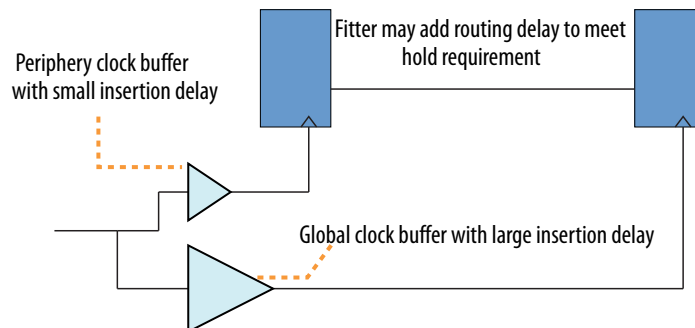 Fitter may add routing delay to meet
hold requirement
Periphery clock buffer
with small insertion delay
Global clock buffer with large insertion delay